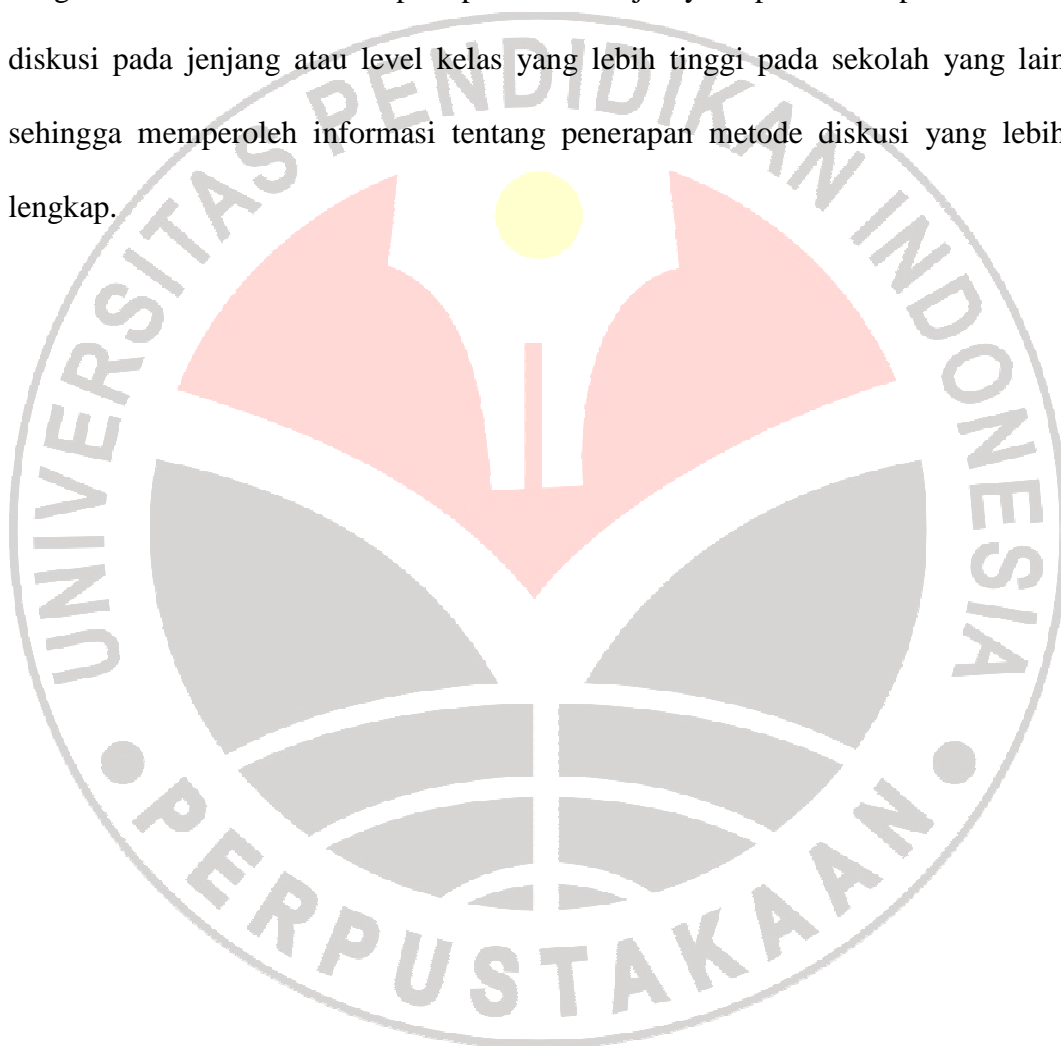 diskusi pada jenjang atau level kelas yang lebih tinggi pada sekolah yang lain
sehingga memperoleh informasi tentang penerapan metode diskusi yang lebih
lengkap.
UNIVERSITAS PENDIDIKAN INDONESIA
PERPUSTAKAAN